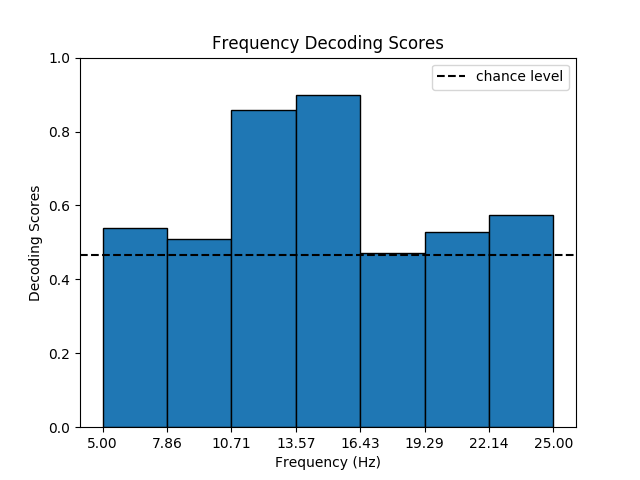 Frequency Decoding Scores
chance level
Decoding Scores
1.0
0.8
0.6
0.4
0.2
0.0
5.00 7.86 10.71 13.57 16.43 19.29 22.14 25.00
Frequency (Hz)